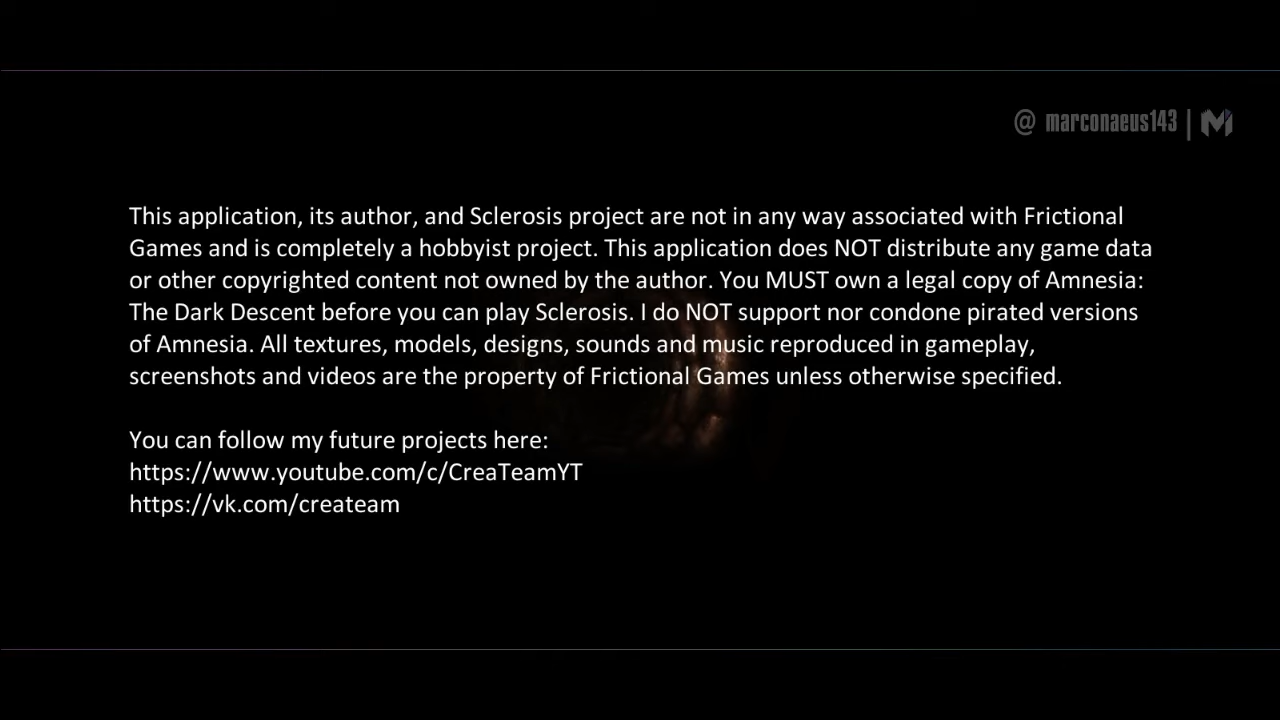 @ marconaeus143 |
This application, its author, and Sclerosis project are not in any way associated with Frictional
Games and is completely a hobbyist project. This application does NOT distribute any game data
or other copyrighted content not owned by the author. You MUST own a legal copy of Amnesia:
The Dark Descent before you can play Sclerosis. I do NOT support nor condone pirated versions
of Amnesia. All textures, models, designs, sounds and music reproduced in gameplay,
screenshots and videos are the property of Frictional Games unless otherwise specified.
You can follow my future projects here:
https://www.youtube.com/c/CreaTeamYT
https://vk.com/createam